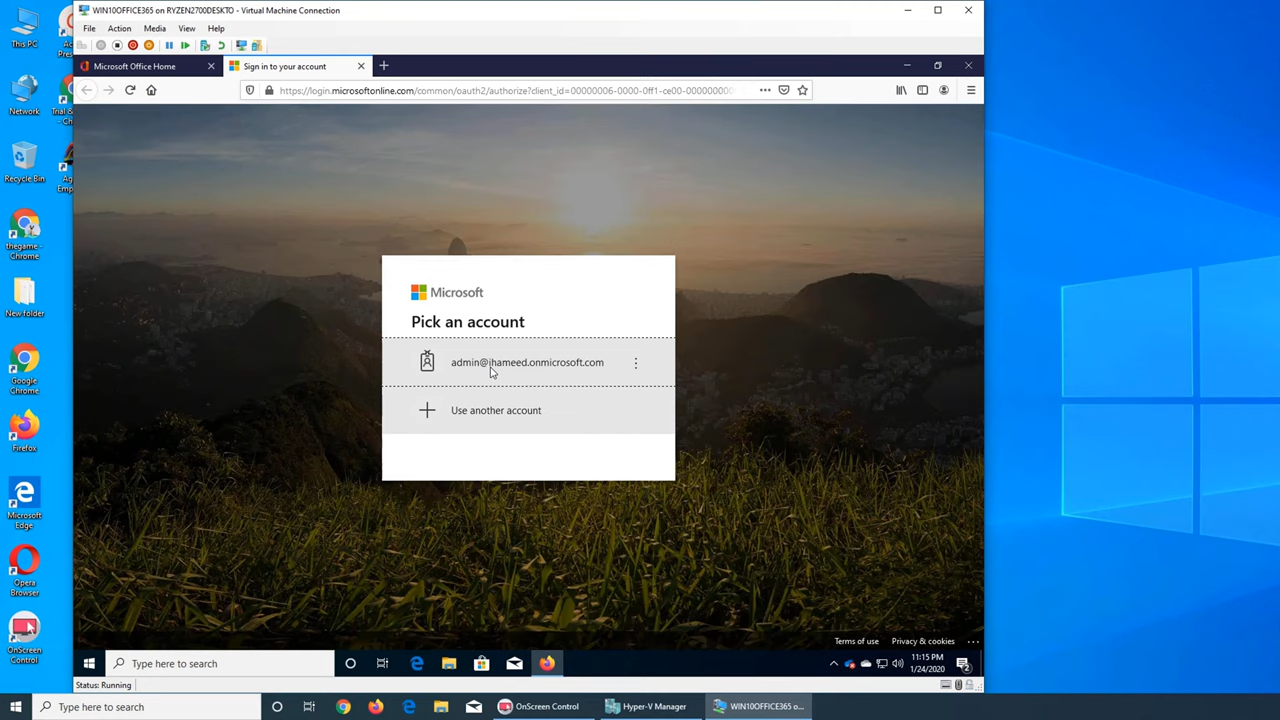 WIN10OFFICE365 on RYZEN2700DESKTO - Virtual Machine Connection
File Action Media View Help
Microsoft Office Home
Sign in to your account
https://login.microsoftonline.com/common/oauth2/authorize?client_id=00000006-0000-0ff1-ce00-000000000
Microsoft
Pick an account
admin@jhameed.onmicrosoft.com
Use another account
Terms of use Privacy & cookies
Type here to search
11:15 PM
1/24/2020
2
Status: Running
This PC
Network
Recycle Bin
thegame -
Chrome
New folder
Google
Chrome
Firefox
Microsoft
Edge
Opera
Browser
OnScreen
Control
Type here to search
OnScreen Control
Hyper-V Manager
WIN10OFFICE365 o...